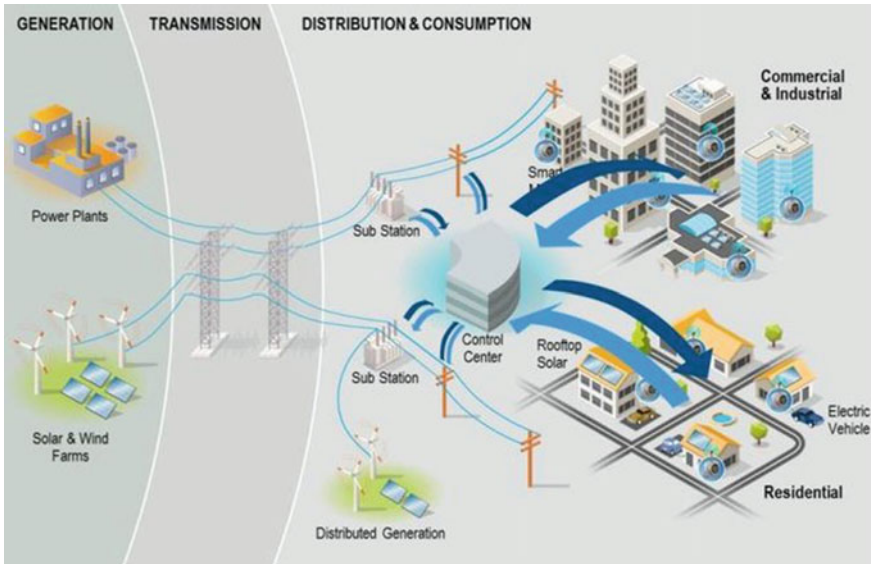 GENERATION
TRANSMISSION
DISTRIBUTION & CONSUMPTION
Commercial
& Industrial
Power Plants
Smart
Sub Station
Control
Center
Rooftop
Solar
Sub Station
Electric
Vehicle
Solar & Wind
Farms
Residential
Distributed Generation